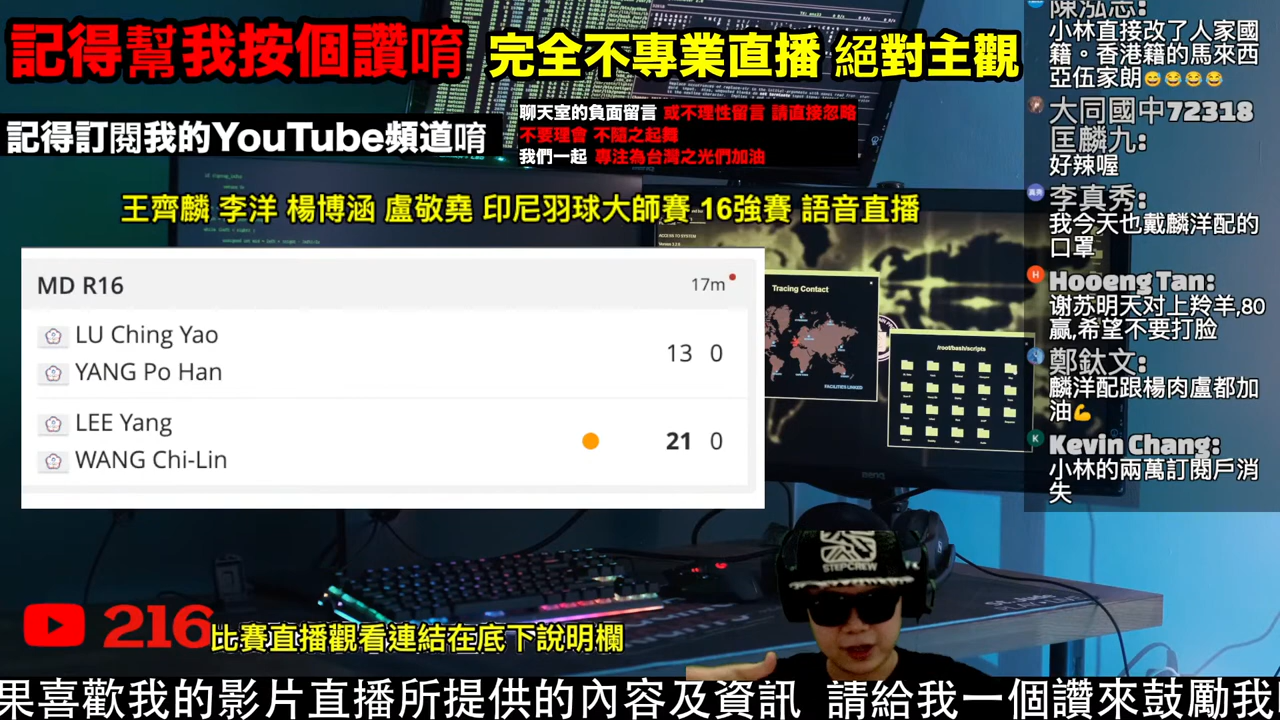 記得幫我按個讚唷
完全不專業直播 絕對主觀
記得訂閱我的YouTube頻道唷
聊天室的負面留言 或不理性留言 請直接忽略
不要理會 不隨之起舞
我們一起 專注為台灣之光們加油
王齊麟 李洋 楊博涵 盧敬堯 印尼羽球大師賽 16強賽 語音直播
MD R16
17m
LU Ching Yao
YANG Po Han
13 0
LEE Yang
WANG Chi-Lin
21 0
Tracing Contact
FACILITIES LINKED
/root/bash/scripts
BenQ
STEPCREW
陳泓志:
小林直接改了人家國
籍。香港籍的馬來西
亞伍家朗😅😂😂😂
大同國中72318
匡麟九:
好辣喔
李真秀:
我今天也戴麟洋配的
口罩
H
Hooeng Tan:
谢苏明天对上羚羊,80
赢,希望不要打脸
鄭鈦文:
麟洋配跟楊肉盧都加
油💪
K
Kevin Chang:
小林的兩萬訂閱戶消
失
216
比賽直播觀看連結在底下說明欄
果喜歡我的影片直播所提供的內容及資訊 請給我一個讚來鼓勵我